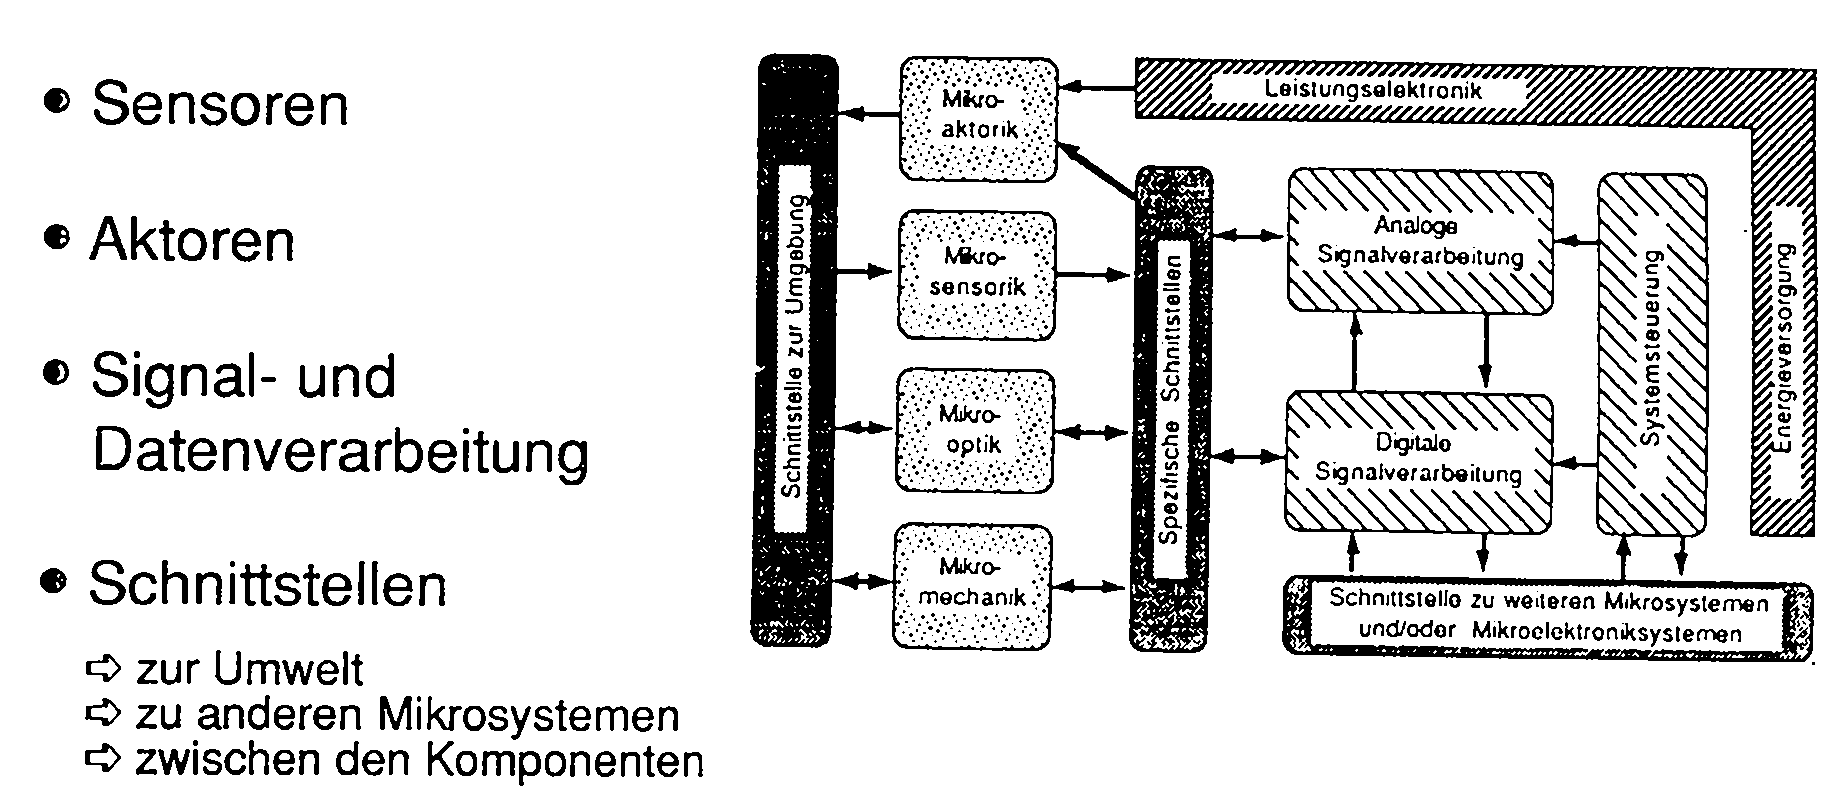 Sensoren
Aktoren
Signal- und
Datenverarbeitung
Schnittstellen
⇨ zur Umwelt
⇨ zu anderen Mikrosystemen
⇨ zwischen den Komponenten
Schnittstelle zur Umgebung
Mikro-
aktorik
Mikro-
sensorik
Mikro-
optik
Mikro-
mechanik
Spezifische Schnittstellen
Leistungselektronik
Analoge
Signalverarbeitung
Digitale
Signalverarbeitung
Systemsteuerung
Energieversorgung
Schnittstelle zu weiteren Mikrosystemen
und/oder Mikroelektroniksystemen